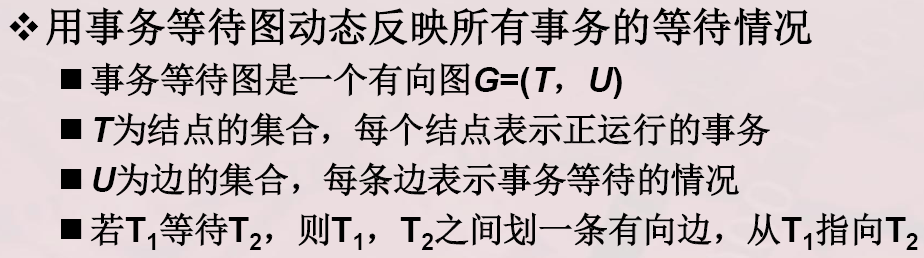 ❖用事务等待图动态反映所有事务的等待情况
■ 事务等待图是一个有向图G=(T，U)
■ T为结点的集合，每个结点表示正运行的事务
■ U为边的集合，每条边表示事务等待的情况
■ 若T₁等待T₂，则T₁，T₂之间划一条有向边，从T₁指向T₂